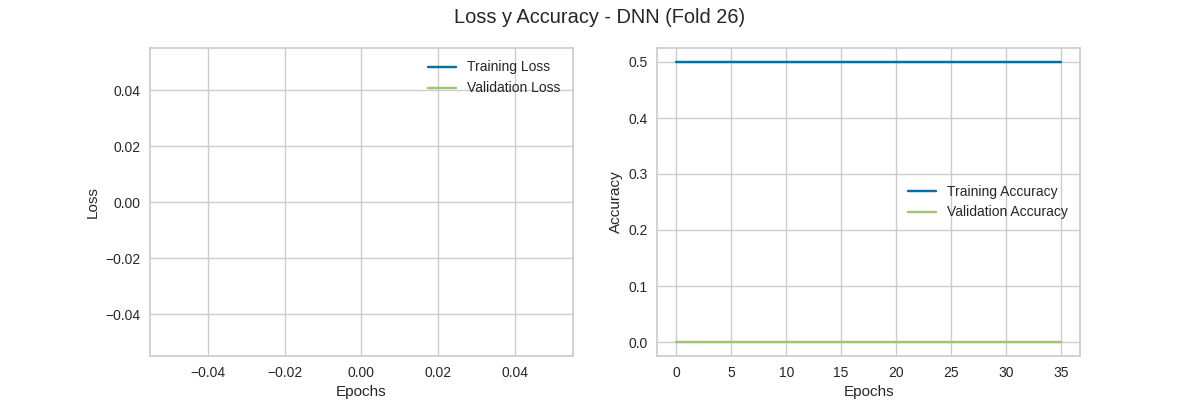 Loss y Accuracy - DNN (Fold 26)
Training Loss
Validation Loss
0.04
0.02
0.00
−0.02
−0.04
Loss
−0.04 −0.02 0.00 0.02 0.04
Epochs
0.5
0.4
0.3
0.2
0.1
0.0
Accuracy
Training Accuracy
Validation Accuracy
0 5 10 15 20 25 30 35
Epochs